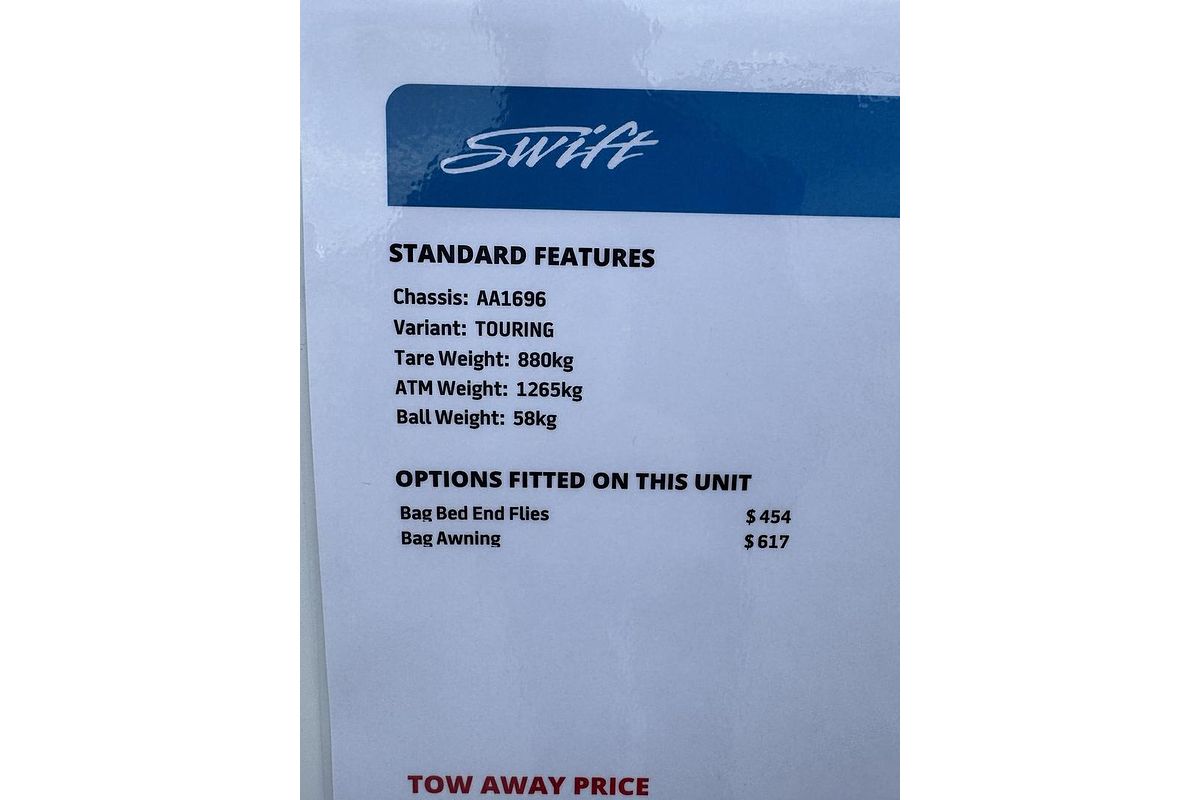 Swift
STANDARD FEATURES
Chassis: AA1696
Variant: TOURING
Tare Weight: 880kg
ATM Weight: 1265kg
Ball Weight: 58kg
OPTIONS FITTED ON THIS UNIT
Bag Bed End Flies $ 454
Bag Awning $ 617
TOW AWAY PRICE